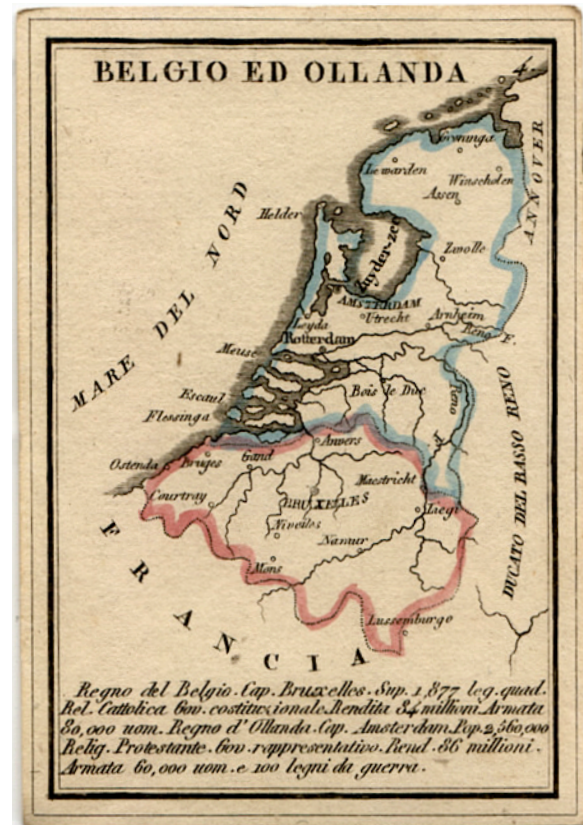 4.
BELGIO ED OLLANDA
MARE DEL NORD
ANNOVER
Groninga
Lewarden
Winschoten
Assen
Helder
Zuyder-zee
Zwolle
AMSTERDAM
Leyda
Utrecht
Arnheim
Rotterdam
Reno F.
Meuse
Bois le Duc
Reno
Escaul
Flessinga
DUCATO DEL BASSO RENO
Anvers
Ostenda
Bruges
Gand
Maestricht
Courtray
BRUXELLES
Liegi
Nivelles
Namur
Mons
Lussemburgo
FRANCIA
Regno del Belgio. Cap. Bruxelles. Sup. 1,877 leg. quad.
Rel. Cattolica Gov. costituzionale. Rendita 84 millioni. Armata
80,000 uom. Regno d'Ollanda. Cap. Amsterdam. Pop. 2,560,000
Relig. Protestante. Gov. rappresentativo. Rend. 86 millioni.
Armata 60,000 uom. e 100 legni da guerra.